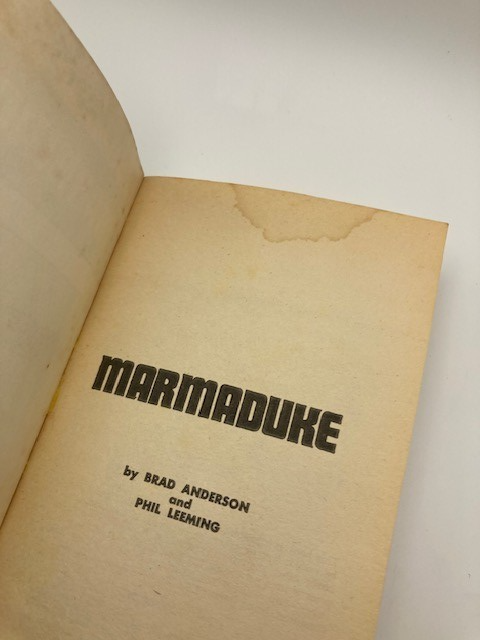 MARMADUKE
by BRAD ANDERSON
and
PHIL LEEMING